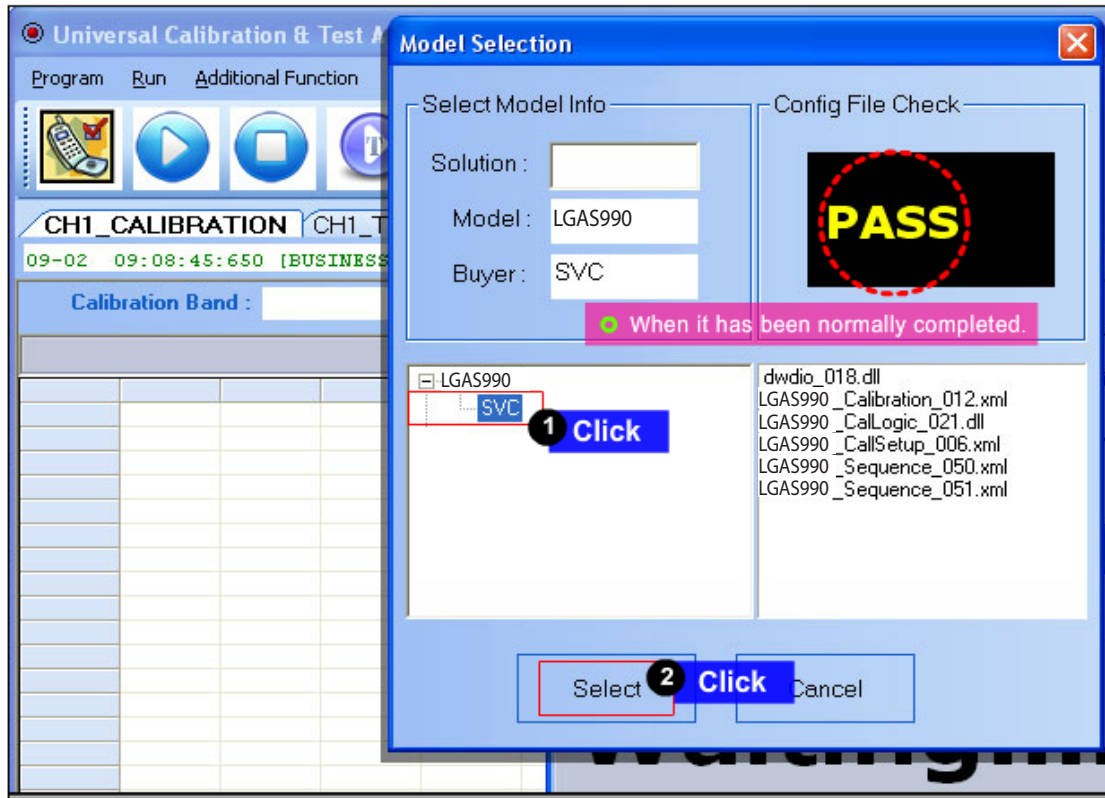 Universal Calibration & Test A
Program Run Additional Function
T
CH1_CALIBRATION CH1_T
09-02 09:08:45:650 [BUSINESS
Calibration Band :
Model Selection
Select Model Info
Solution :
Model : LGAS990
Buyer : SVC
Config File Check
PASS
When it has been normally completed.
LGAS990
SVC
1 Click
dwdio_018.dll
LGAS990 _Calibration_012.xml
LGAS990 _CalLogic_021.dll
LGAS990 _CallSetup_006.xml
LGAS990 _Sequence_050.xml
LGAS990 _Sequence_051.xml
Select 2 Click Cancel